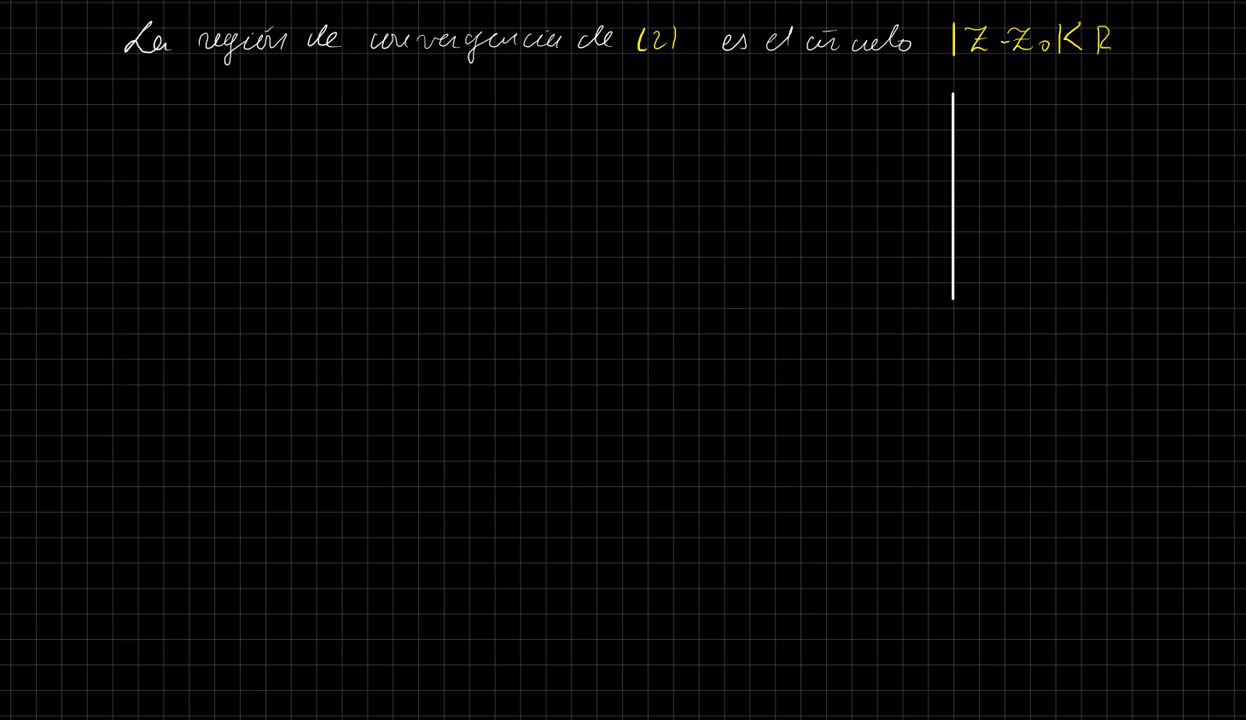 La región de convergencia de (2) es el círculo |Z-Z₀|< R